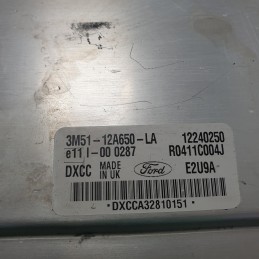 3M51-12A650-LA 12240250
e11 I-00 0287 R0411C004J
DXCC MADE IN UK Ford E2U9A
*DXCCA32810151*